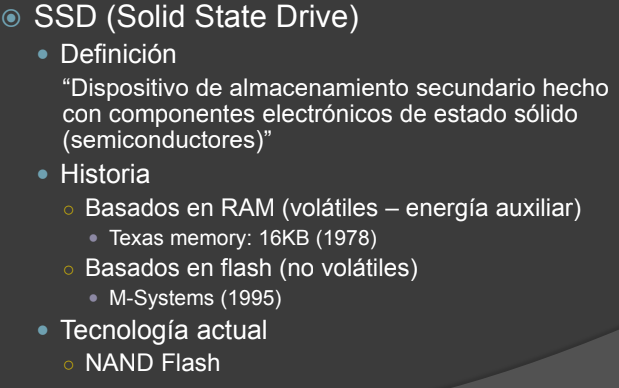 SSD (Solid State Drive)
Definición
“Dispositivo de almacenamiento secundario hecho
con componentes electrónicos de estado sólido
(semiconductores)”
Historia
Basados en RAM (volátiles – energía auxiliar)
Texas memory: 16KB (1978)
Basados en flash (no volátiles)
M-Systems (1995)
Tecnología actual
NAND Flash